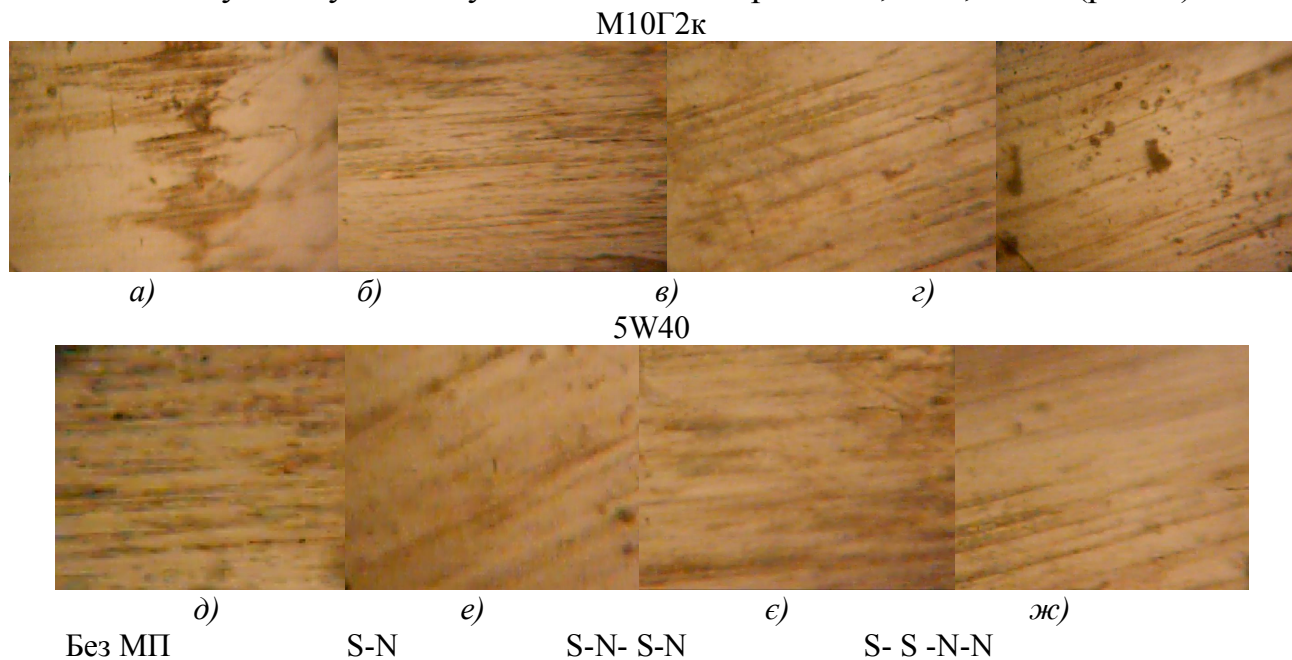 М10Г2к
а) б) в) г)
5W40
д) е) є) ж)
Без МП S-N S-N- S-N S- S -N-N